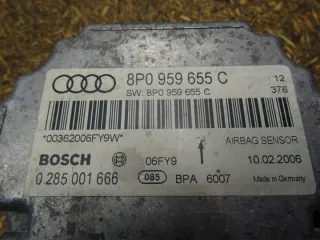 8P0 959 655 C 12
SW: 8P0 959 655 C 376
*00362006FY9W* AIRBAG SENSOR
BOSCH 06FY9 10.02.2006
0 285 001 666 085 BPA 6007 Made in Germany